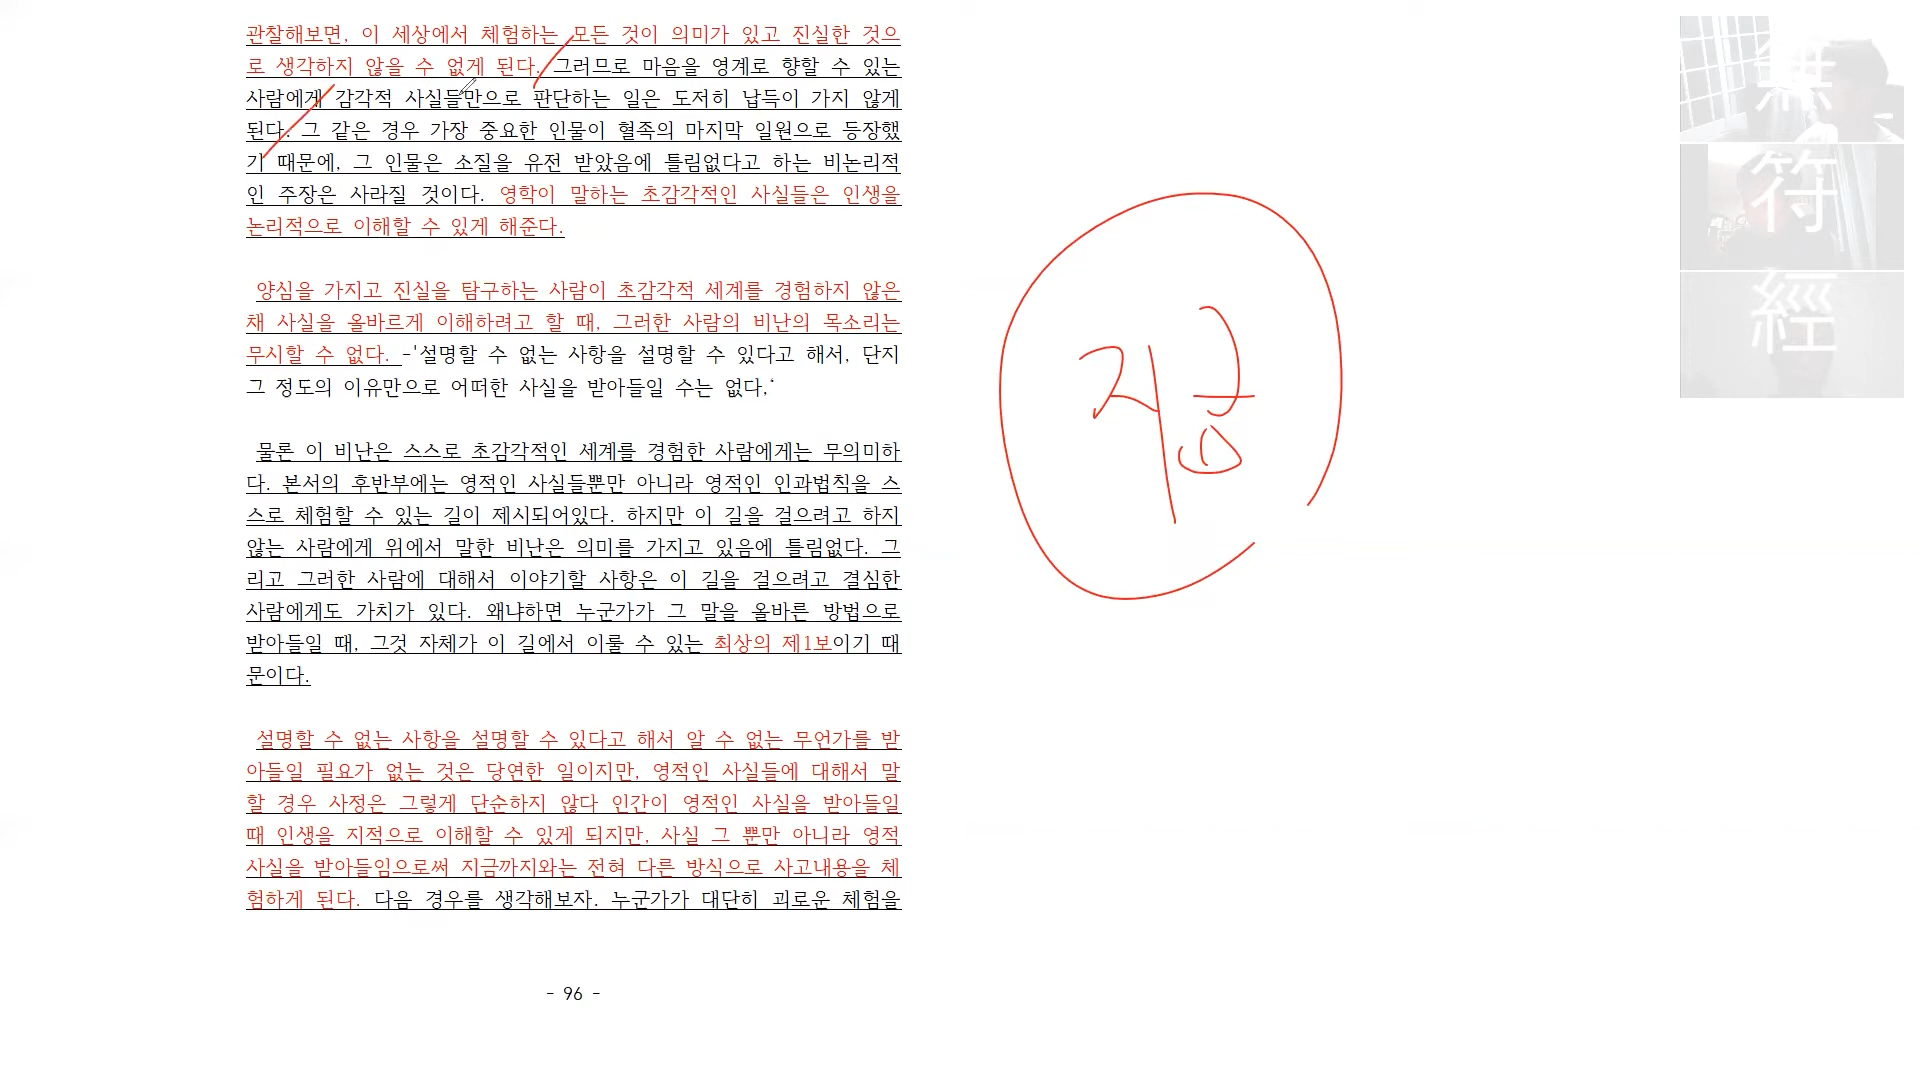 관찰해보면, 이 세상에서 체험하는 모든 것이 의미가 있고 진실한 것으
로 생각하지 않을 수 없게 된다. 그러므로 마음을 영계로 향할 수 있는
사람에게 감각적 사실들만으로 판단하는 일은 도저히 납득이 가지 않게
된다. 그 같은 경우 가장 중요한 인물이 혈족의 마지막 일원으로 등장했
기 때문에, 그 인물은 소질을 유전 받았음에 틀림없다고 하는 비논리적
인 주장은 사라질 것이다. 영학이 말하는 초감각적인 사실들은 인생을
논리적으로 이해할 수 있게 해준다.
양심을 가지고 진실을 탐구하는 사람이 초감각적 세계를 경험하지 않은
채 사실을 올바르게 이해하려고 할 때, 그러한 사람의 비난의 목소리는
무시할 수 없다. -'설명할 수 없는 사항을 설명할 수 있다고 해서, 단지
그 정도의 이유만으로 어떠한 사실을 받아들일 수는 없다,'
물론 이 비난은 스스로 초감각적인 세계를 경험한 사람에게는 무의미하
다. 본서의 후반부에는 영적인 사실들뿐만 아니라 영적인 인과법칙을 스
스로 체험할 수 있는 길이 제시되어있다. 하지만 이 길을 걸으려고 하지
않는 사람에게 위에서 말한 비난은 의미를 가지고 있음에 틀림없다. 그
리고 그러한 사람에 대해서 이야기할 사항은 이 길을 걸으려고 결심한
사람에게도 가치가 있다. 왜냐하면 누군가가 그 말을 올바른 방법으로
받아들일 때, 그것 자체가 이 길에서 이룰 수 있는 최상의 제1보이기 때
문이다.
설명할 수 없는 사항을 설명할 수 있다고 해서 알 수 없는 무언가를 받
아들일 필요가 없는 것은 당연한 일이지만, 영적인 사실들에 대해서 말
할 경우 사정은 그렇게 단순하지 않다 인간이 영적인 사실을 받아들일
때 인생을 지적으로 이해할 수 있게 되지만, 사실 그 뿐만 아니라 영적
사실을 받아들임으로써 지금까지와는 전혀 다른 방식으로 사고내용을 체
험하게 된다. 다음 경우를 생각해보자. 누군가가 대단히 괴로운 체험을
- 96 -
無
符
經